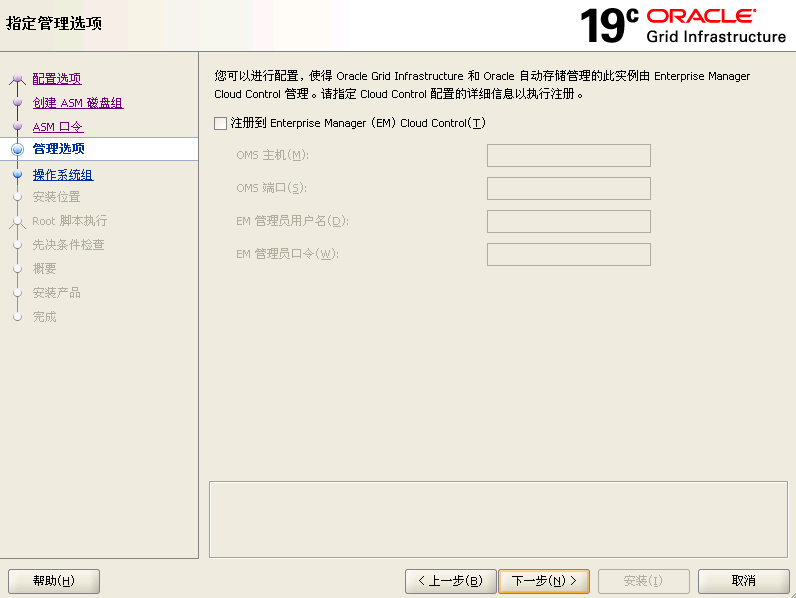 指定管理选项
19c ORACLE
Grid Infrastructure
配置选项
创建 ASM 磁盘组
ASM 口令
管理选项
操作系统组
安装位置
Root 脚本执行
先决条件检查
概要
安装产品
完成
您可以进行配置，使得 Oracle Grid Infrastructure 和 Oracle 自动存储管理的此实例由 Enterprise Manager
Cloud Control 管理。请指定 Cloud Control 配置的详细信息以执行注册。
注册到 Enterprise Manager (EM) Cloud Control(T)
OMS 主机(M):
OMS 端口(S):
EM 管理员用户名(D):
EM 管理员口令(W):
帮助(H)
< 上一步(B)
下一步(N) >
安装(I)
取消